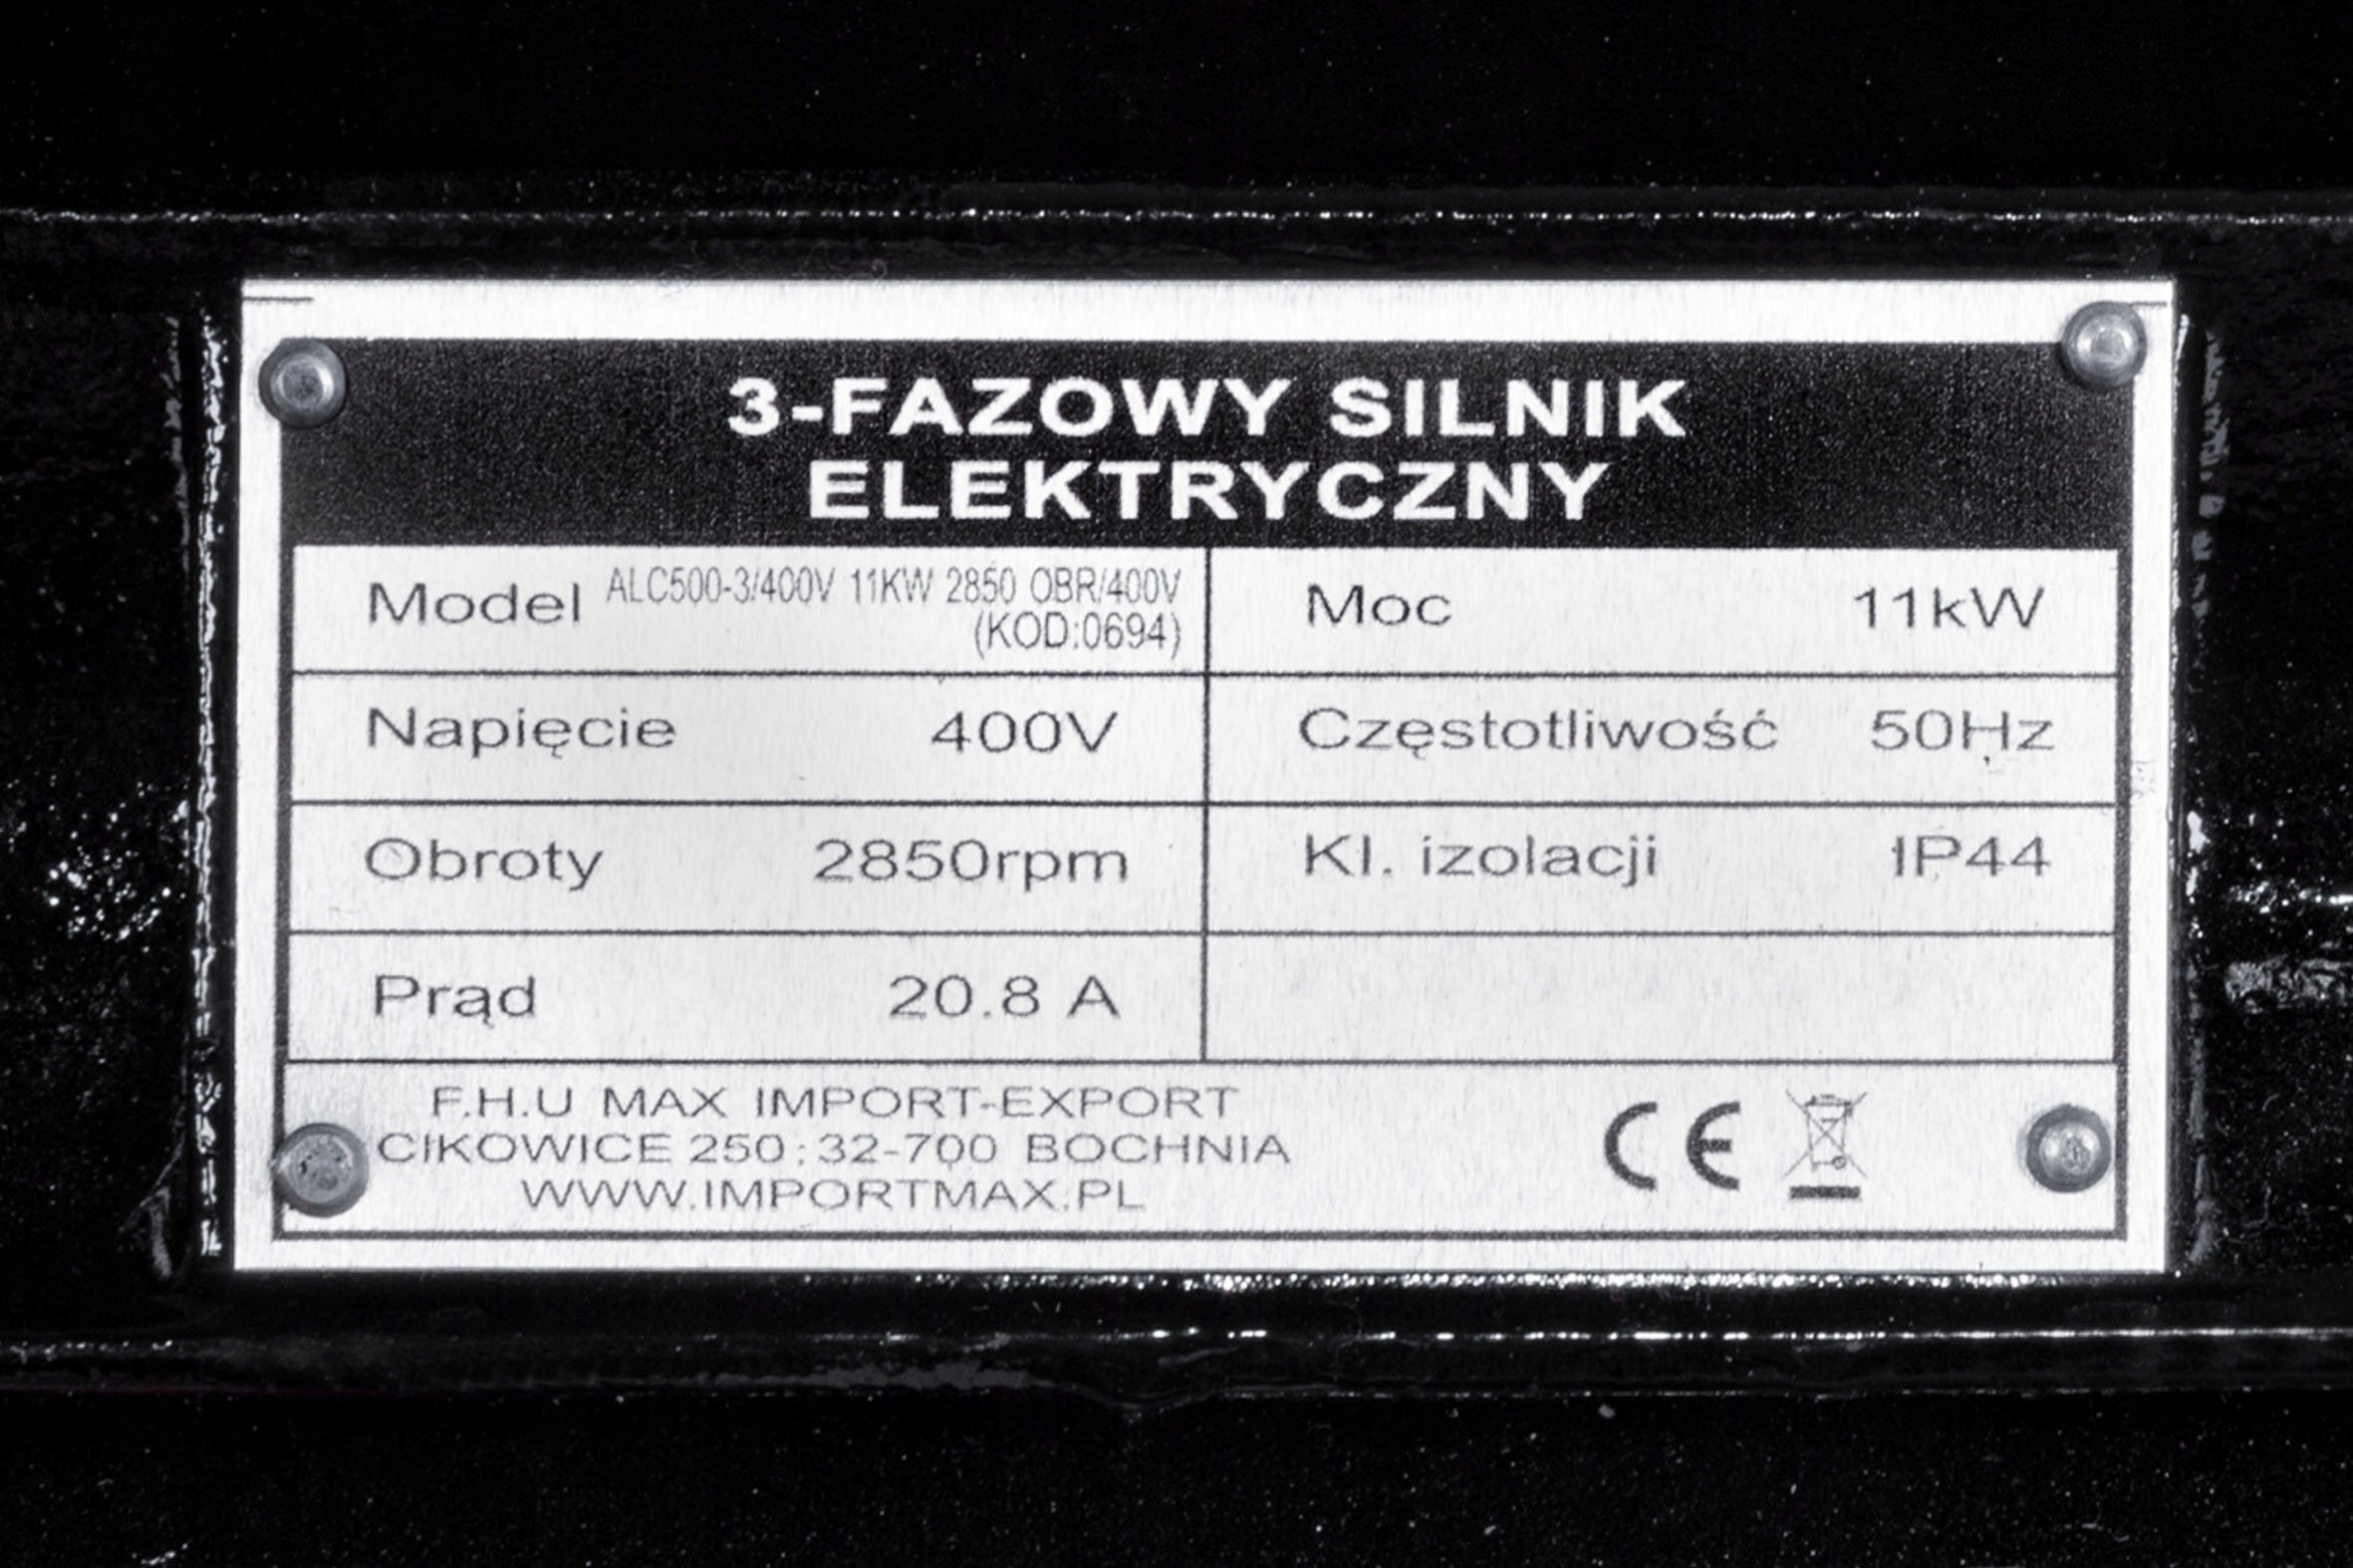 3-FAZOWY SILNIK
ELEKTRYCZNY
Model ALC500-3/400V 11KW 2850 OBR/400V
(KOD:0694)
Moc 11kW
Napięcie 400V
Częstotliwość 50Hz
Obroty 2850rpm
Kl. izolacji IP44
Prąd 20.8 A
F.H.U MAX IMPORT-EXPORT
CIKOWICE 250 ; 32-700 BOCHNIA
WWW.IMPORTMAX.PL
CE